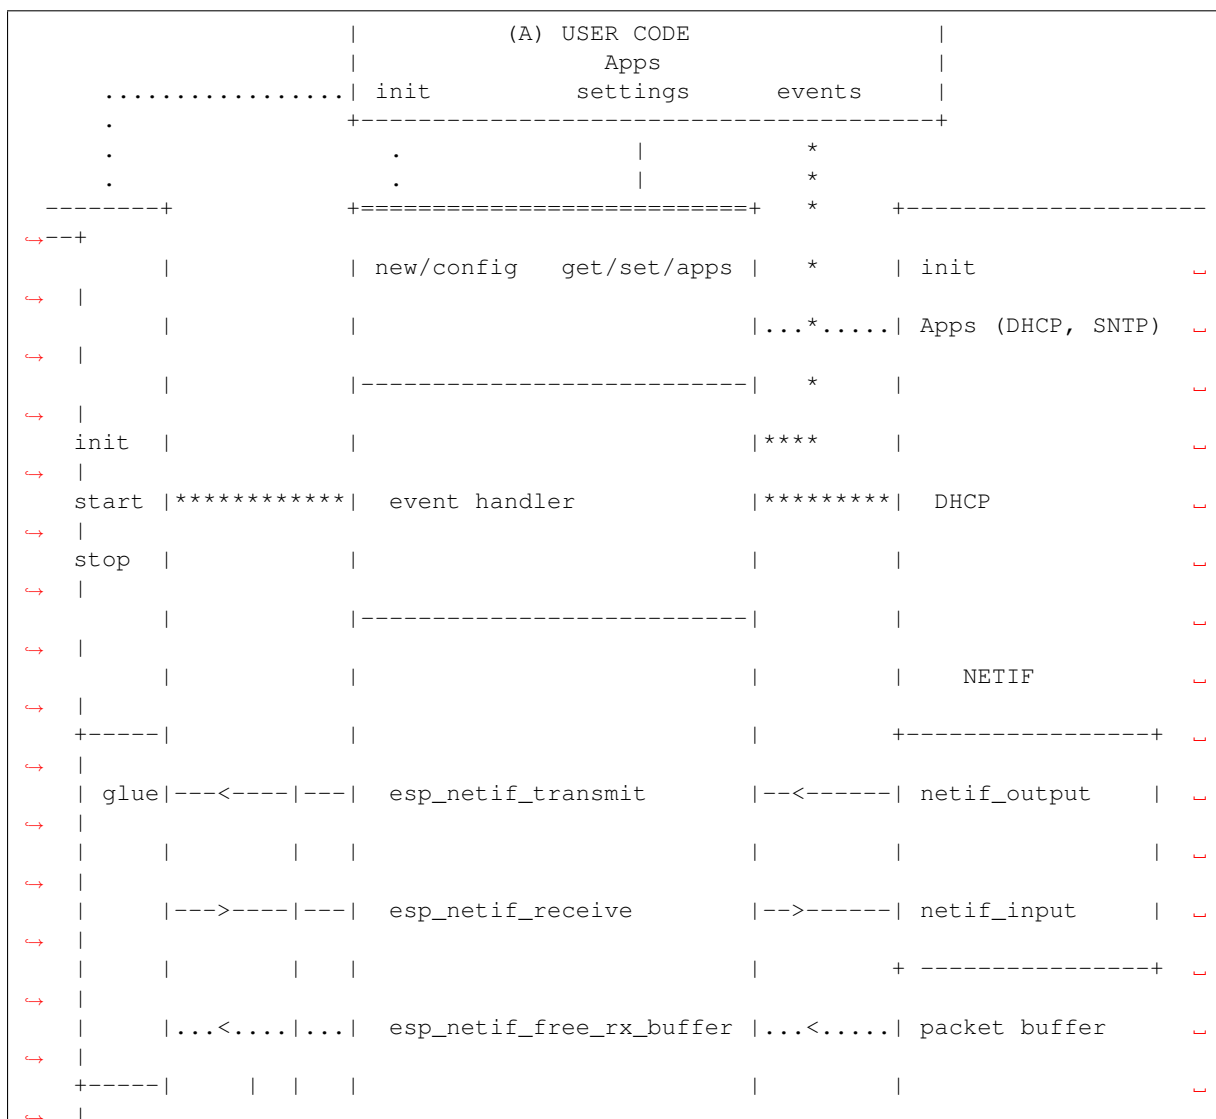 |          (A) USER CODE                 |
                        |                 Apps                   |
       .................| init          settings      events     |
       .                +----------------------------------------+
       .                   .                |           *
       .                   .                |           *
   --------+            +===========================+   *     +---------------------
↪--+
           |            | new/config   get/set/apps |   *     | init               ␣
↪  |
           |            |                           |...*.....| Apps (DHCP, SNTP)  ␣
↪  |
           |            |---------------------------|   *     |                    ␣
↪  |
     init  |            |                           |****     |                    ␣
↪  |
     start |************|  event handler            |*********|  DHCP              ␣
↪  |
     stop  |            |                           |         |                    ␣
↪  |
           |            |---------------------------|         |                    ␣
↪  |
           |            |                           |         |    NETIF           ␣
↪  |
     +-----|            |                           |         +-----------------+  ␣
↪  |
     | glue|---<----|---|  esp_netif_transmit       |--<------| netif_output    |  ␣
↪  |
     |     |        |   |                           |         |                 |  ␣
↪  |
     |     |--->----|---|  esp_netif_receive        |-->------| netif_input     |  ␣
↪  |
     |     |        |   |                           |         + ----------------+  ␣
↪  |
     |     |...<....|...|  esp_netif_free_rx_buffer |...<.....| packet buffer      ␣
↪  |
     +-----|     |  |   |                           |         |                    ␣
↪  |